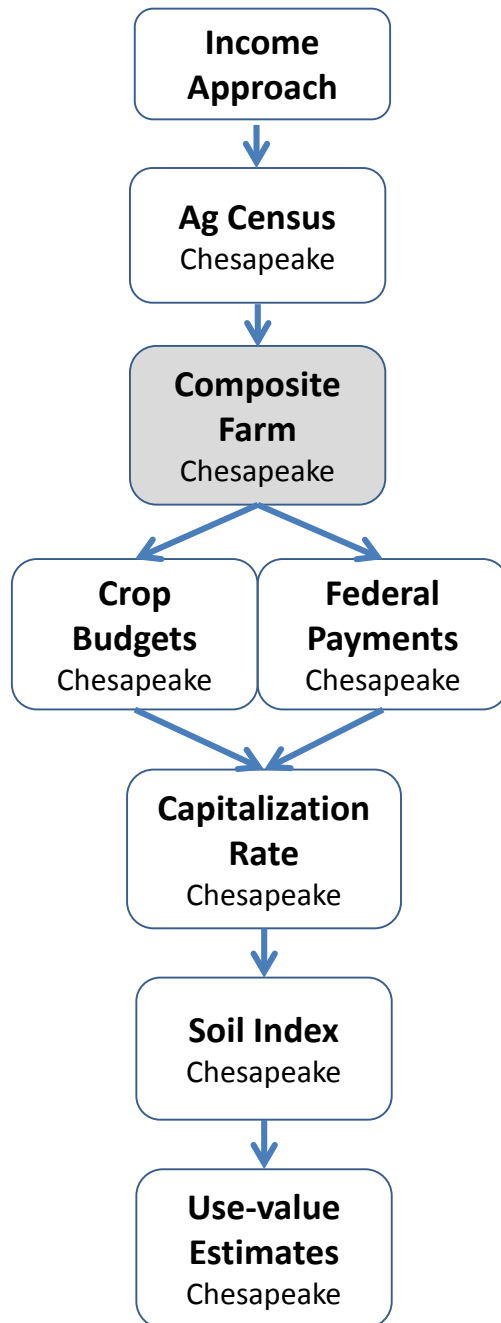 Income
Approach
Ag Census
Chesapeake
Composite
Farm
Chesapeake
Crop
Budgets
Chesapeake
Federal
Payments
Chesapeake
Capitalization
Rate
Chesapeake
Soil Index
Chesapeake
Use-value
Estimates
Chesapeake